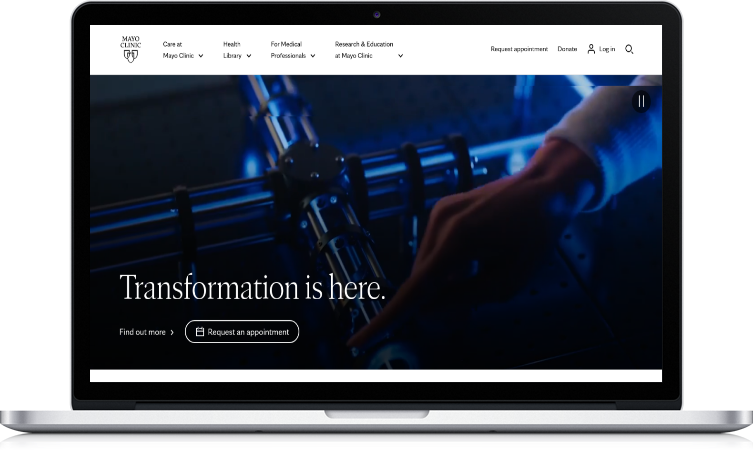 MAYO
CLINIC
Care at
Mayo Clinic
Health
Library
For Medical
Professionals
Research & Education
at Mayo Clinic
Request appointment
Donate
Log in
Transformation is here.
Find out more
Request an appointment